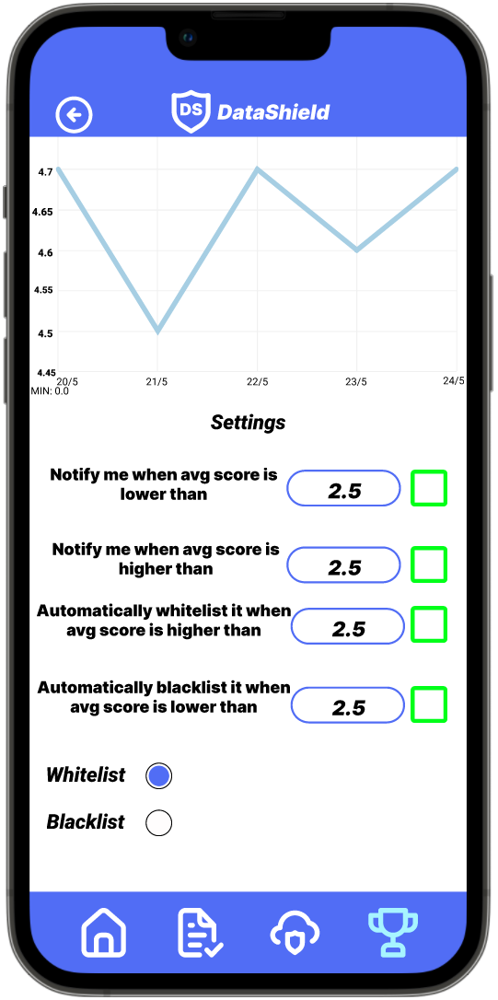 DS DataShield
4.7
4.65
4.6
4.55
4.5
4.45
20/5 21/5 22/5 23/5 24/5
MIN: 0.0
Settings
Notify me when avg score is
lower than
2.5
Notify me when avg score is
higher than
2.5
Automatically whitelist it when
avg score is higher than
2.5
Automatically blacklist it when
avg score is lower than
2.5
Whitelist
Blacklist